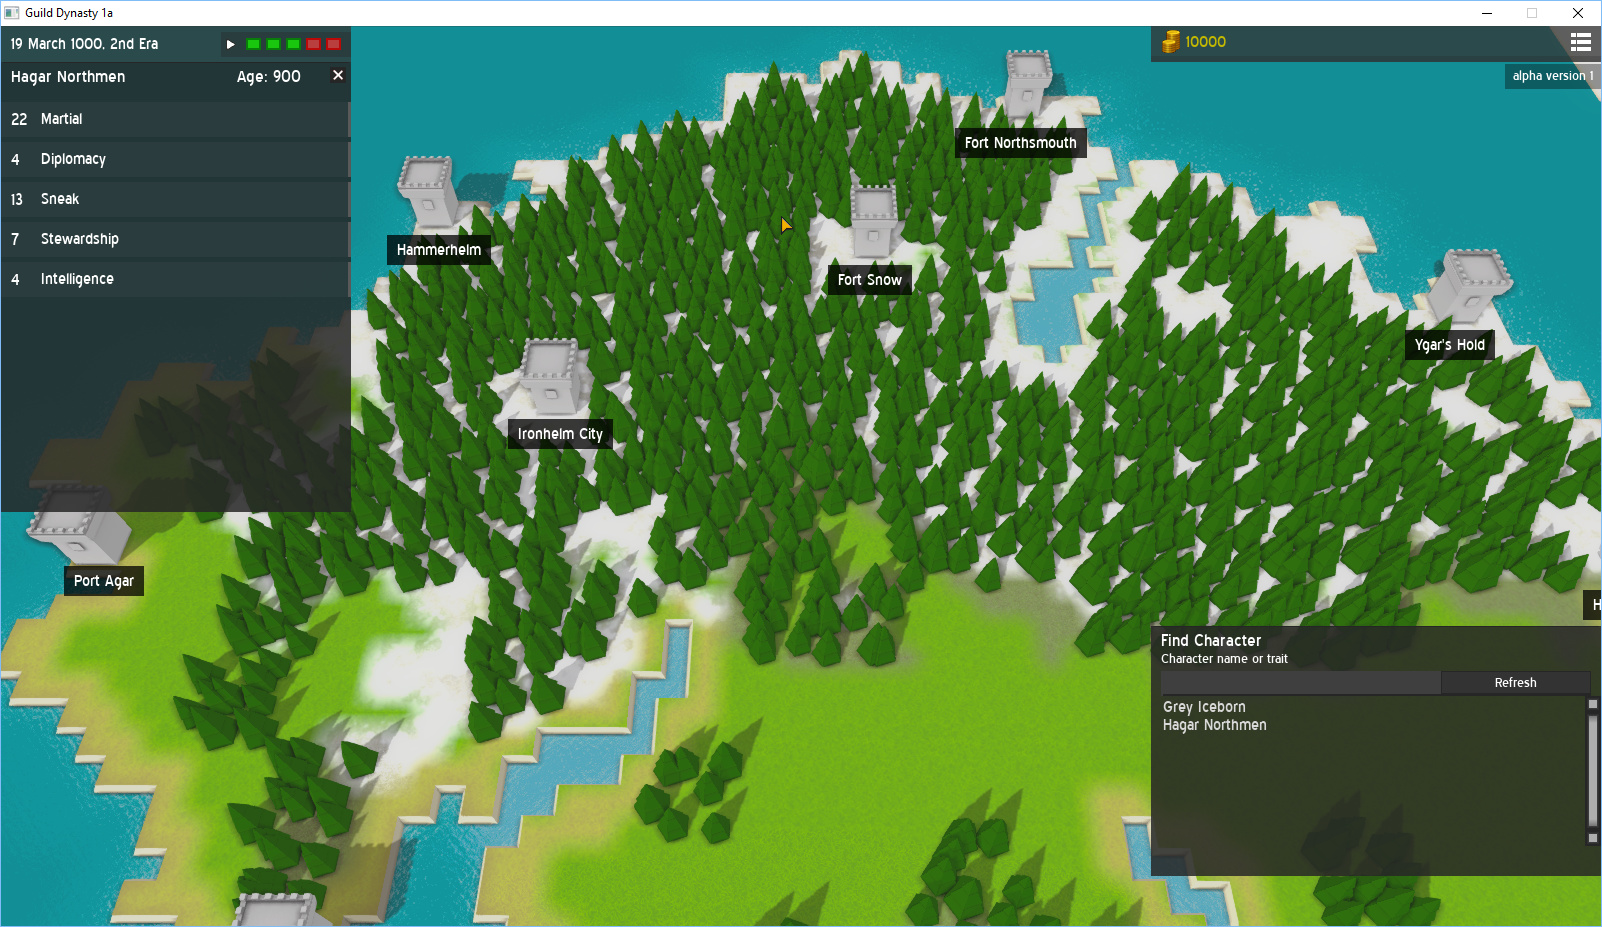 Guild Dynasty 1a
19 March 1000. 2nd Era
10000
Hagar Northmen Age: 900
alpha version 1
22 Martial
4 Diplomacy
13 Sneak
7 Stewardship
4 Intelligence
Fort Northsmouth
Hammerhelm
Fort Snow
Ygar's Hold
Ironhelm City
Port Agar
H
Find Character
Character name or trait
Refresh
Grey Iceborn
Hagar Northmen